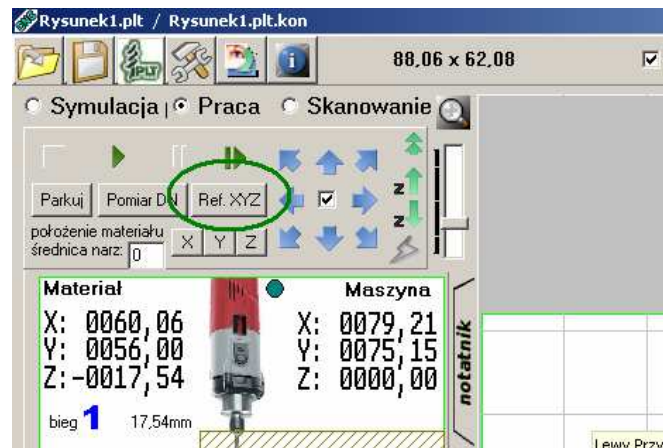 Rysunek1.plt / Rysunek1.plt.kon
PLT
88,06 x 62,08
Symulacja Praca Skanowanie
Parkuj Pomiar DN Ref. XYZ
z
z
położenie materiału
średnica narz: 0 X Y Z
Materiał Maszyna
X: 0060,06 X: 0079,21
Y: 0056,00 Y: 0075,15
Z:-0017,54 Z: 0000,00
bieg 1 17,54mm
notatnik
Lewy Przy